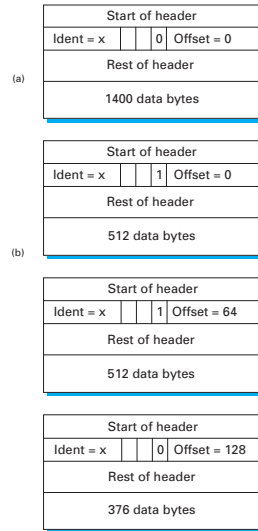 Start of header
Ident = x 0 Offset = 0
Rest of header
(a)
1400 data bytes
Start of header
Ident = x 1 Offset = 0
Rest of header
512 data bytes
(b)
Start of header
Ident = x 1 Offset = 64
Rest of header
512 data bytes
Start of header
Ident = x 0 Offset = 128
Rest of header
376 data bytes